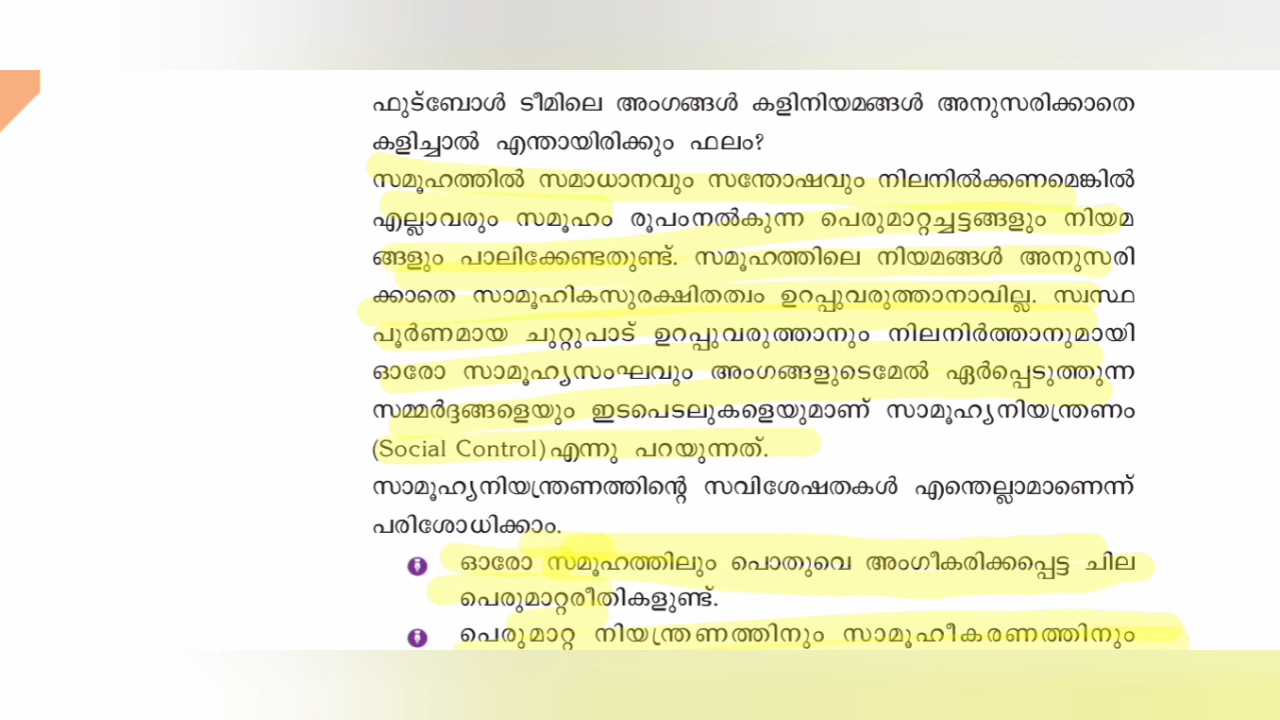 ഫുട്ബോൾ ടീമിലെ അംഗങ്ങൾ കളിനിയമങ്ങൾ അനുസരിക്കാതെ
കളിച്ചാൽ എന്തായിരിക്കും ഫലം?
സമൂഹത്തിൽ സമാധാനവും സന്തോഷവും നിലനിൽക്കണമെങ്കിൽ
എല്ലാവരും സമൂഹം രൂപംനൽകുന്ന പെരുമാറ്റച്ചട്ടങ്ങളും നിയമ
ങ്ങളും പാലിക്കേണ്ടതുണ്ട്. സമൂഹത്തിലെ നിയമങ്ങൾ അനുസരി
ക്കാതെ സാമൂഹികസുരക്ഷിതത്വം ഉറപ്പുവരുത്താനാവില്ല. സ്വസ്ഥ
പൂർണമായ ചുറ്റുപാട് ഉറപ്പുവരുത്താനും നിലനിർത്താനുമായി
ഓരോ സാമൂഹ്യസംഘവും അംഗങ്ങളുടെമേൽ ഏർപ്പെടുത്തുന്ന
സമ്മർദ്ദങ്ങളെയും ഇടപെടലുകളെയുമാണ് സാമൂഹ്യനിയന്ത്രണം
(Social Control) എന്നു പറയുന്നത്.
സാമൂഹ്യനിയന്ത്രണത്തിന്റെ സവിശേഷതകൾ എന്തെല്ലാമാണെന്ന്
പരിശോധിക്കാം.
ഓരോ സമൂഹത്തിലും പൊതുവെ അംഗീകരിക്കപ്പെട്ട ചില
പെരുമാറ്റരീതികളുണ്ട്.
പെരുമാറ്റ നിയന്ത്രണത്തിനും സാമൂഹീകരണത്തിനും